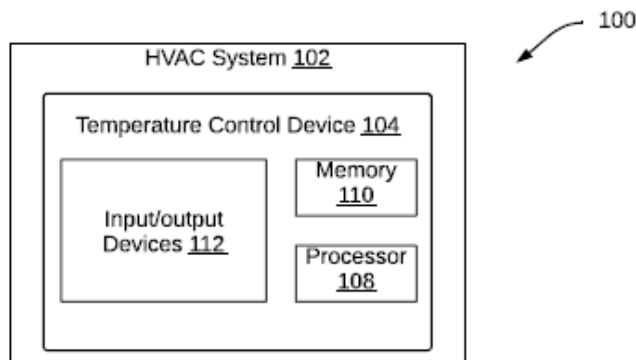 100
HVAC System 102
Temperature Control Device 104
Input/output
Devices 112
Memory
110
Processor
108